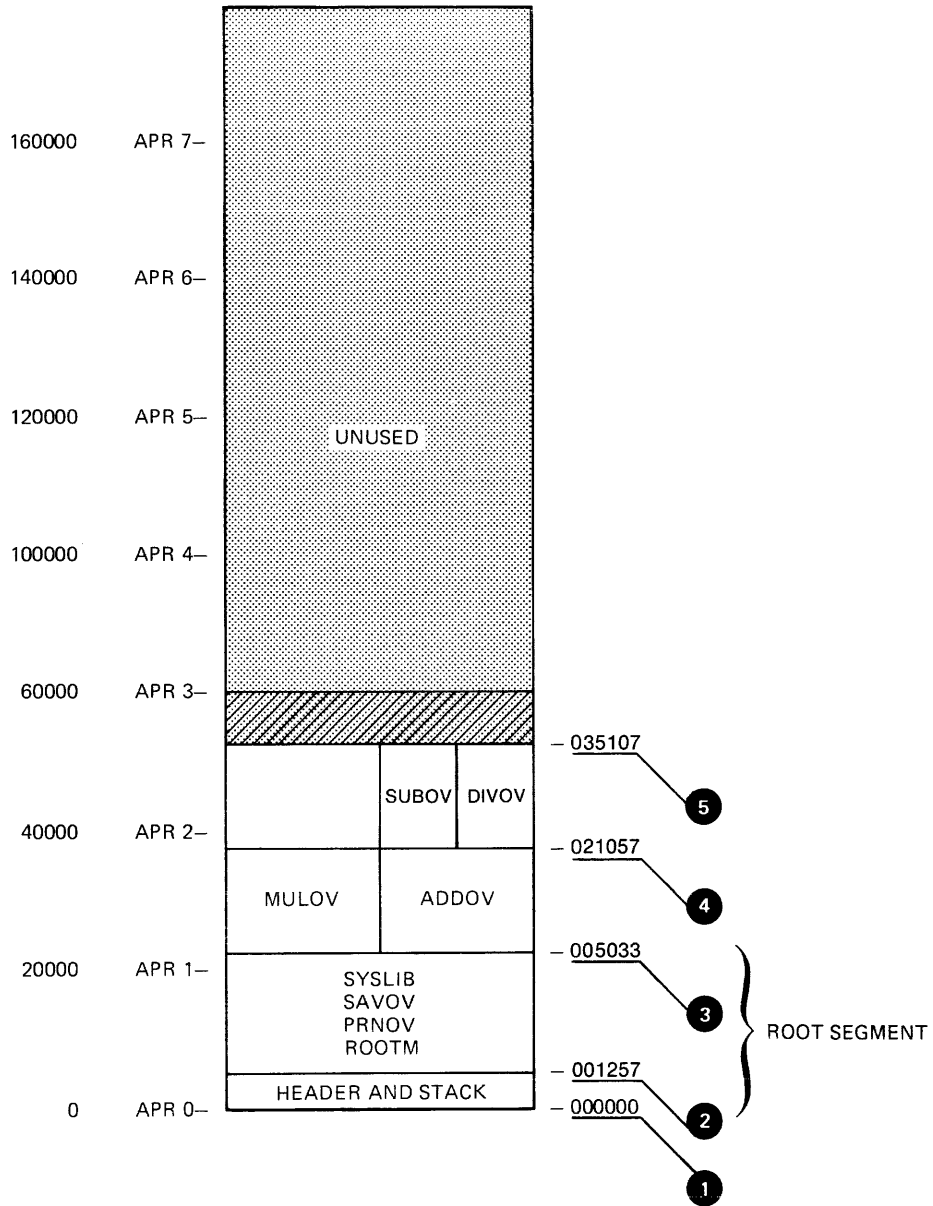 160000 APR 7–
140000 APR 6–
120000 APR 5–
UNUSED
100000 APR 4–
60000 APR 3–
– 035107
SUBOV DIVOV
5
40000 APR 2–
– 021057
MULOV ADDOV
4
– 005033
20000 APR 1–
SYSLIB
SAVOV
PRNOV
ROOTM
3
ROOT SEGMENT
– 001257
HEADER AND STACK
0 APR 0–
– 000000
2
1